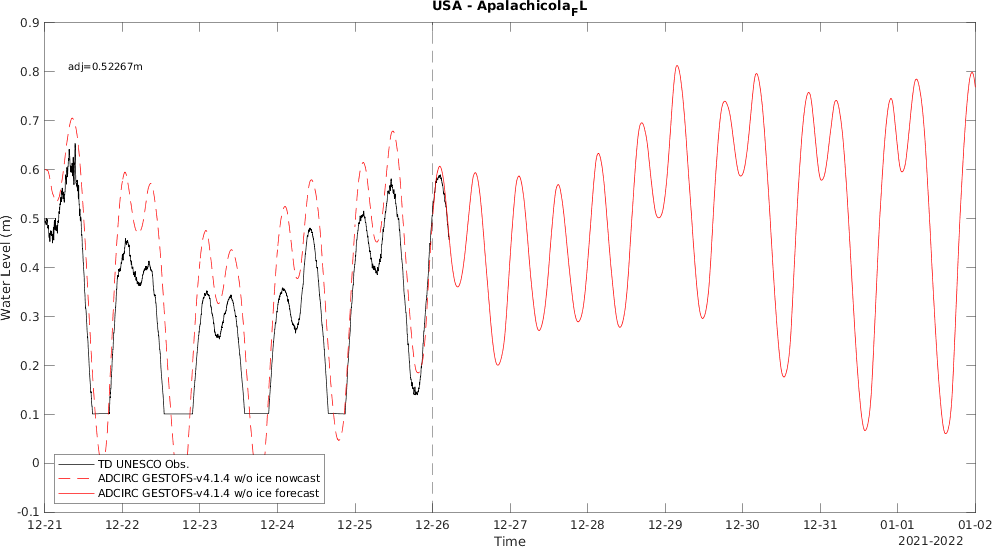 USA - Apalachicola_FL
adj=0.52267m
0.9
0.8
0.7
0.6
0.5
0.4
0.3
0.2
0.1
0
-0.1
Water Level (m)
TD UNESCO Obs.
ADCIRC GESTOFS-v4.1.4 w/o ice nowcast
ADCIRC GESTOFS-v4.1.4 w/o ice forecast
12-21 12-22 12-23 12-24 12-25 12-26 12-27 12-28 12-29 12-30 12-31 01-01 01-02
Time
2021-2022